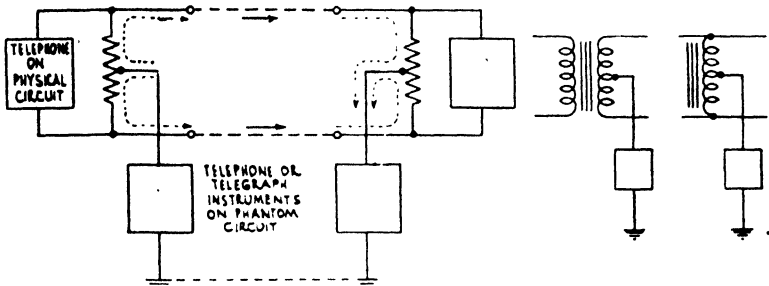 TELEPHONE
ON
PHYSICAL
CIRCUIT
TELEPHONE OR
TELEGRAPH
INSTRUMENTS
ON PHANTOM
CIRCUIT